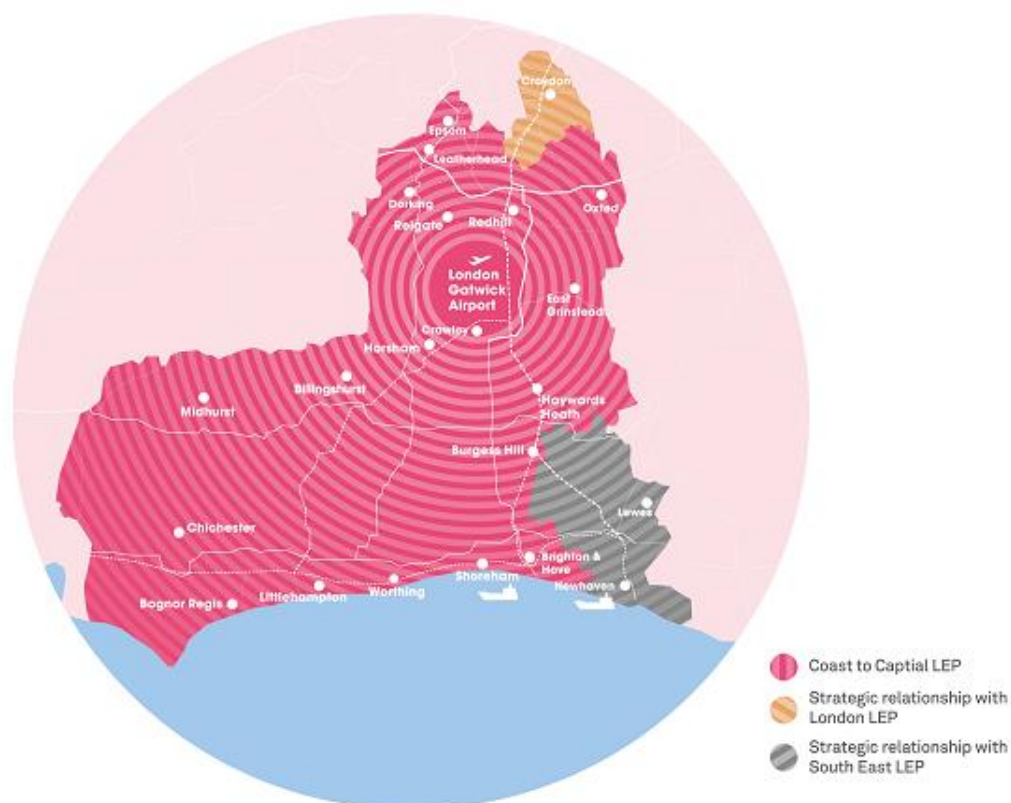 Croydon
Epsom
Leatherhead
Dorking
Oxted
Reigate
Redhill
London
Gatwick
Airport
East
Grinstead
Crawley
Horsham
Billingshurst
Midhurst
Haywards
Heath
Burgess Hill
Lewes
Chichester
Brighton &
Hove
Shoreham
Newhaven
Littlehampton
Worthing
Bognor Regis
Coast to Captial LEP
Strategic relationship with
London LEP
Strategic relationship with
South East LEP